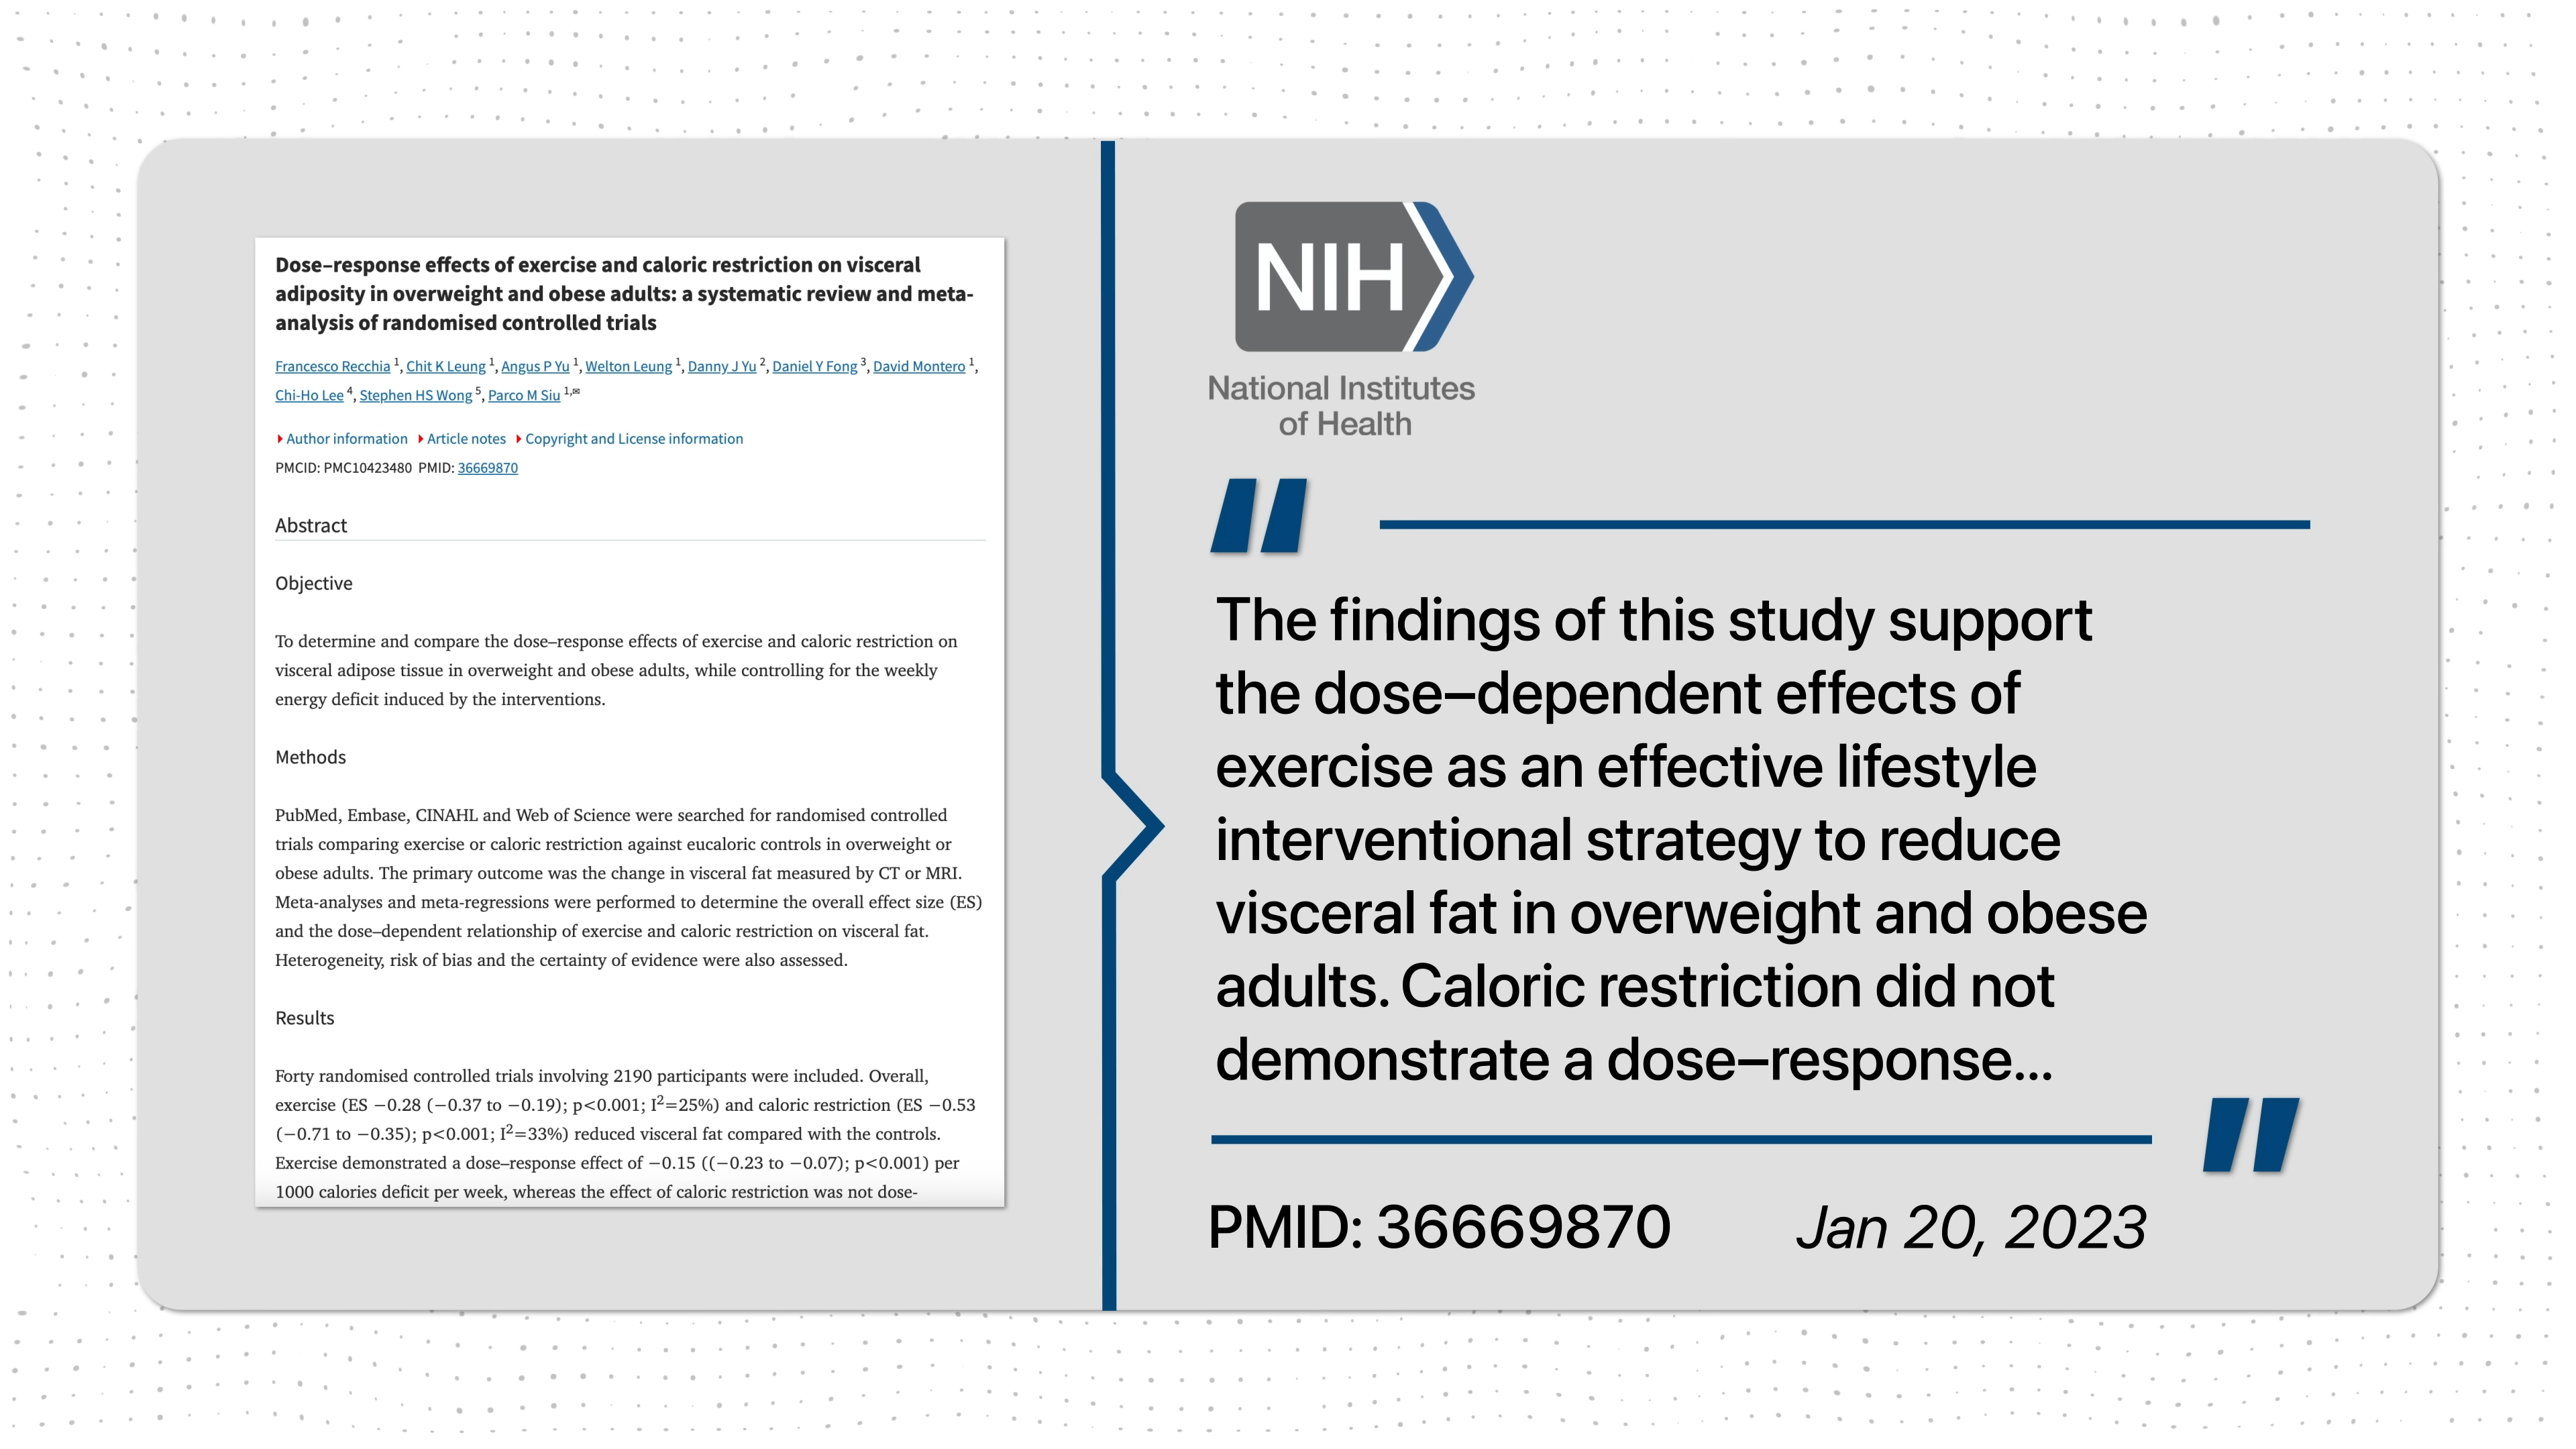 Dose–response effects of exercise and caloric restriction on visceral
adiposity in overweight and obese adults: a systematic review and meta-
analysis of randomised controlled trials
Francesco Recchia 1, Chit K Leung 1, Angus P Yu 1, Welton Leung 1, Danny J Yu 2, Daniel Y Fong 3, David Montero 1,
Chi-Ho Lee 4, Stephen HS Wong 5, Parco M Siu 1,✉
Author information Article notes Copyright and License information
PMCID: PMC10423480 PMID: 36669870
Abstract
Objective
To determine and compare the dose–response effects of exercise and caloric restriction on
visceral adipose tissue in overweight and obese adults, while controlling for the weekly
energy deficit induced by the interventions.
Methods
PubMed, Embase, CINAHL and Web of Science were searched for randomised controlled
trials comparing exercise or caloric restriction against eucaloric controls in overweight or
obese adults. The primary outcome was the change in visceral fat measured by CT or MRI.
Meta-analyses and meta-regressions were performed to determine the overall effect size (ES)
and the dose–dependent relationship of exercise and caloric restriction on visceral fat.
Heterogeneity, risk of bias and the certainty of evidence were also assessed.
Results
Forty randomised controlled trials involving 2190 participants were included. Overall,
exercise (ES −0.28 (−0.37 to −0.19); p<0.001; I2=25%) and caloric restriction (ES −0.53
(−0.71 to −0.35); p<0.001; I2=33%) reduced visceral fat compared with the controls.
Exercise demonstrated a dose–response effect of −0.15 ((−0.23 to −0.07); p<0.001) per
1000 calories deficit per week, whereas the effect of caloric restriction was not dose-
NIH
National Institutes
of Health
"
The findings of this study support
the dose–dependent effects of
exercise as an effective lifestyle
interventional strategy to reduce
visceral fat in overweight and obese
adults. Caloric restriction did not
demonstrate a dose–response...
"
PMID: 36669870 Jan 20, 2023